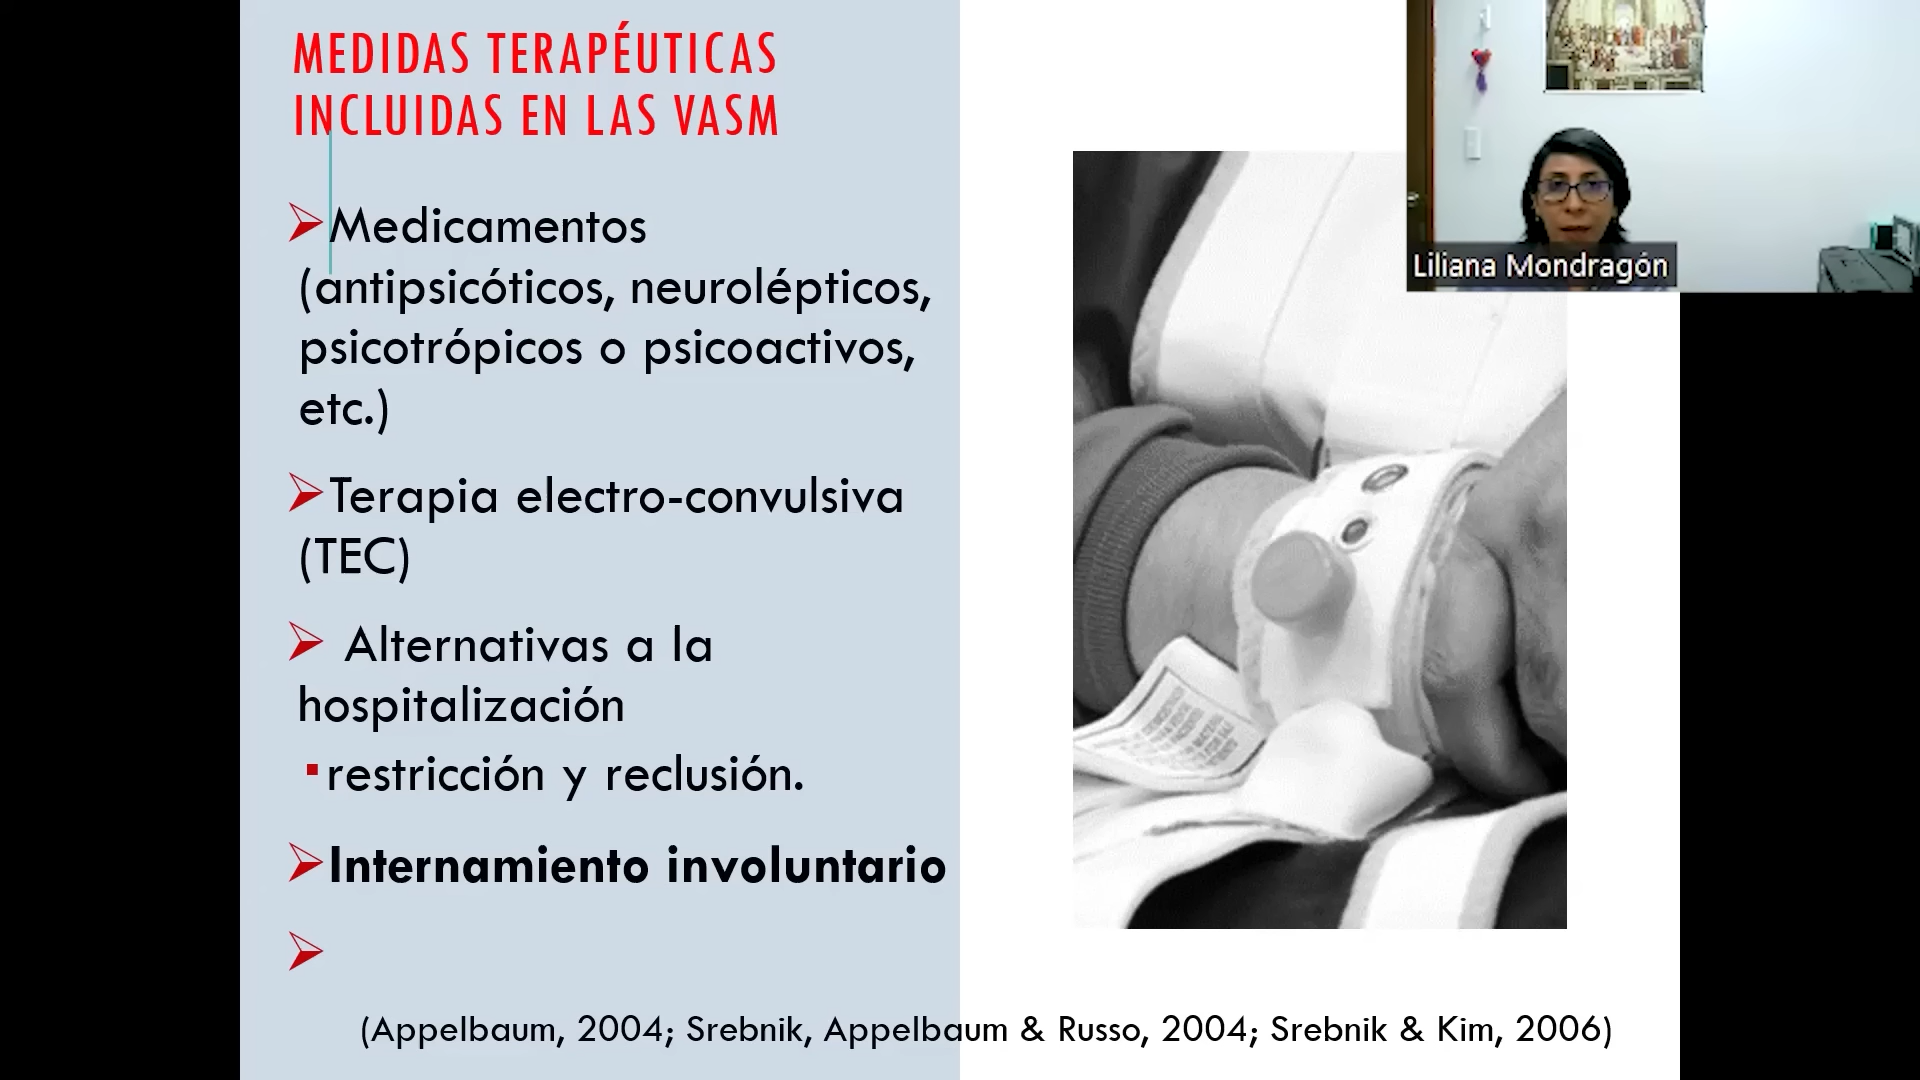 MEDIDAS TERAPÉUTICAS
INCLUIDAS EN LAS VASM
Medicamentos
(antipsicóticos, neurolépticos,
psicotrópicos o psicoactivos,
etc.)
Terapia electro-convulsiva
(TEC)
Alternativas a la
hospitalización
restricción y reclusión.
Internamiento involuntario
(Appelbaum, 2004; Srebnik, Appelbaum & Russo, 2004; Srebnik & Kim, 2006)
Liliana Mondragón